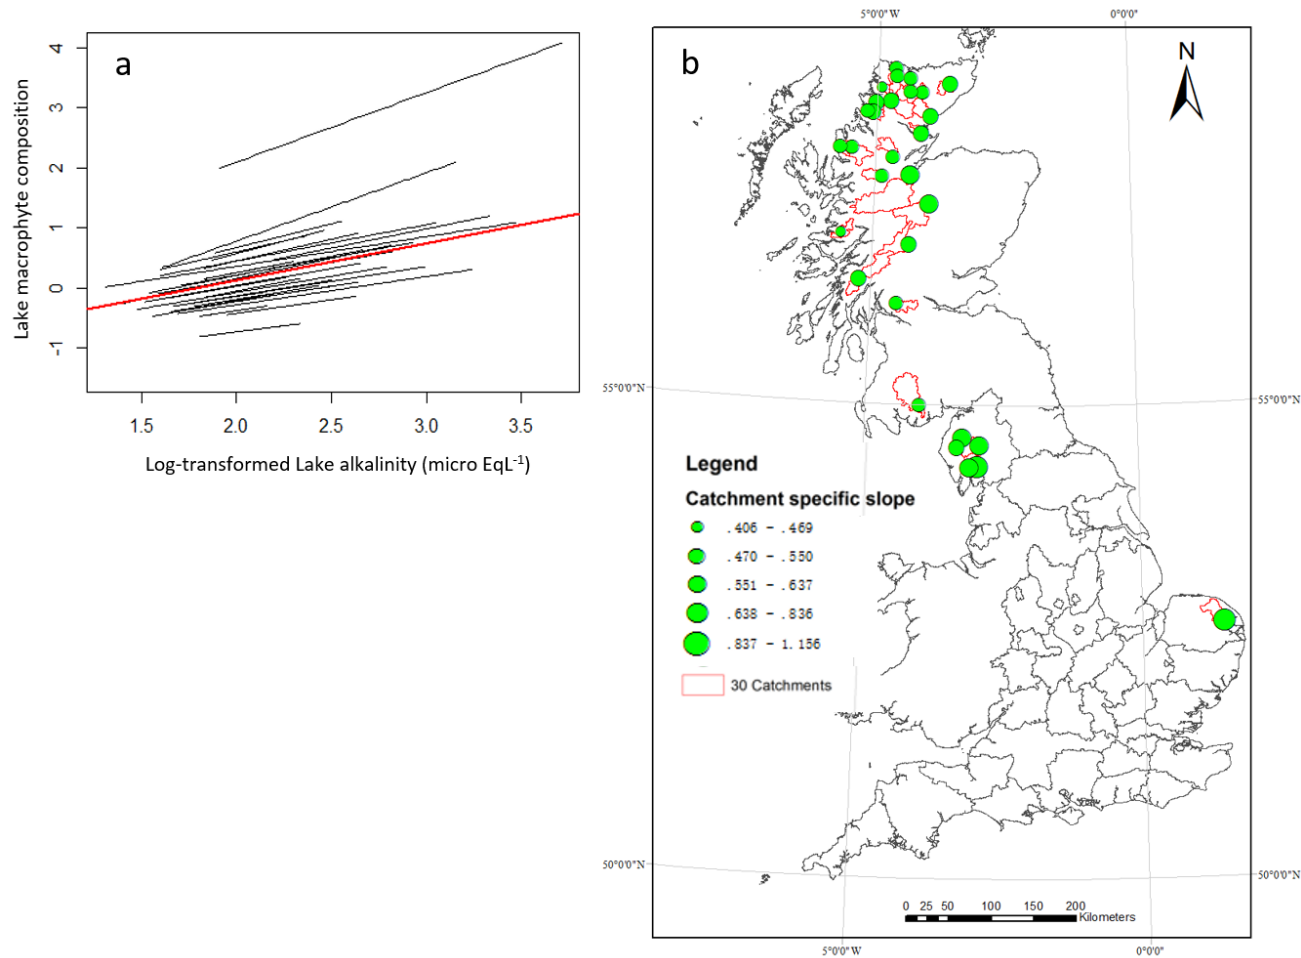 a
4
3
2
1
0
-1
Lake macrophyte composition
1.5 2.0 2.5 3.0 3.5
Log-transformed Lake alkalinity (micro EqL-1)
5°0'0"W 0°0'0"
b
N
55°0'0"N 55°0'0"N
Legend
Catchment specific slope
.406 - .469
.470 - .550
.551 - .637
.638 - .836
.837 - 1.156
30 Catchments
50°0'0"N 50°0'0"N
0 25 50 100 150 200
Kilometers
5°0'0"W 0°0'0"